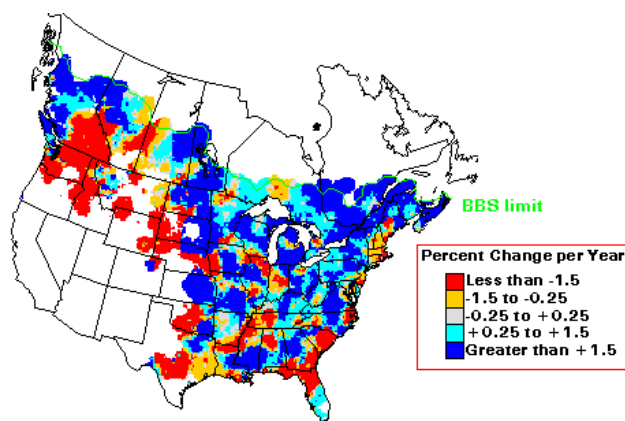 BBS limit
Percent Change per Year
Less than -1.5
-1.5 to -0.25
-0.25 to +0.25
+0.25 to +1.5
Greater than +1.5